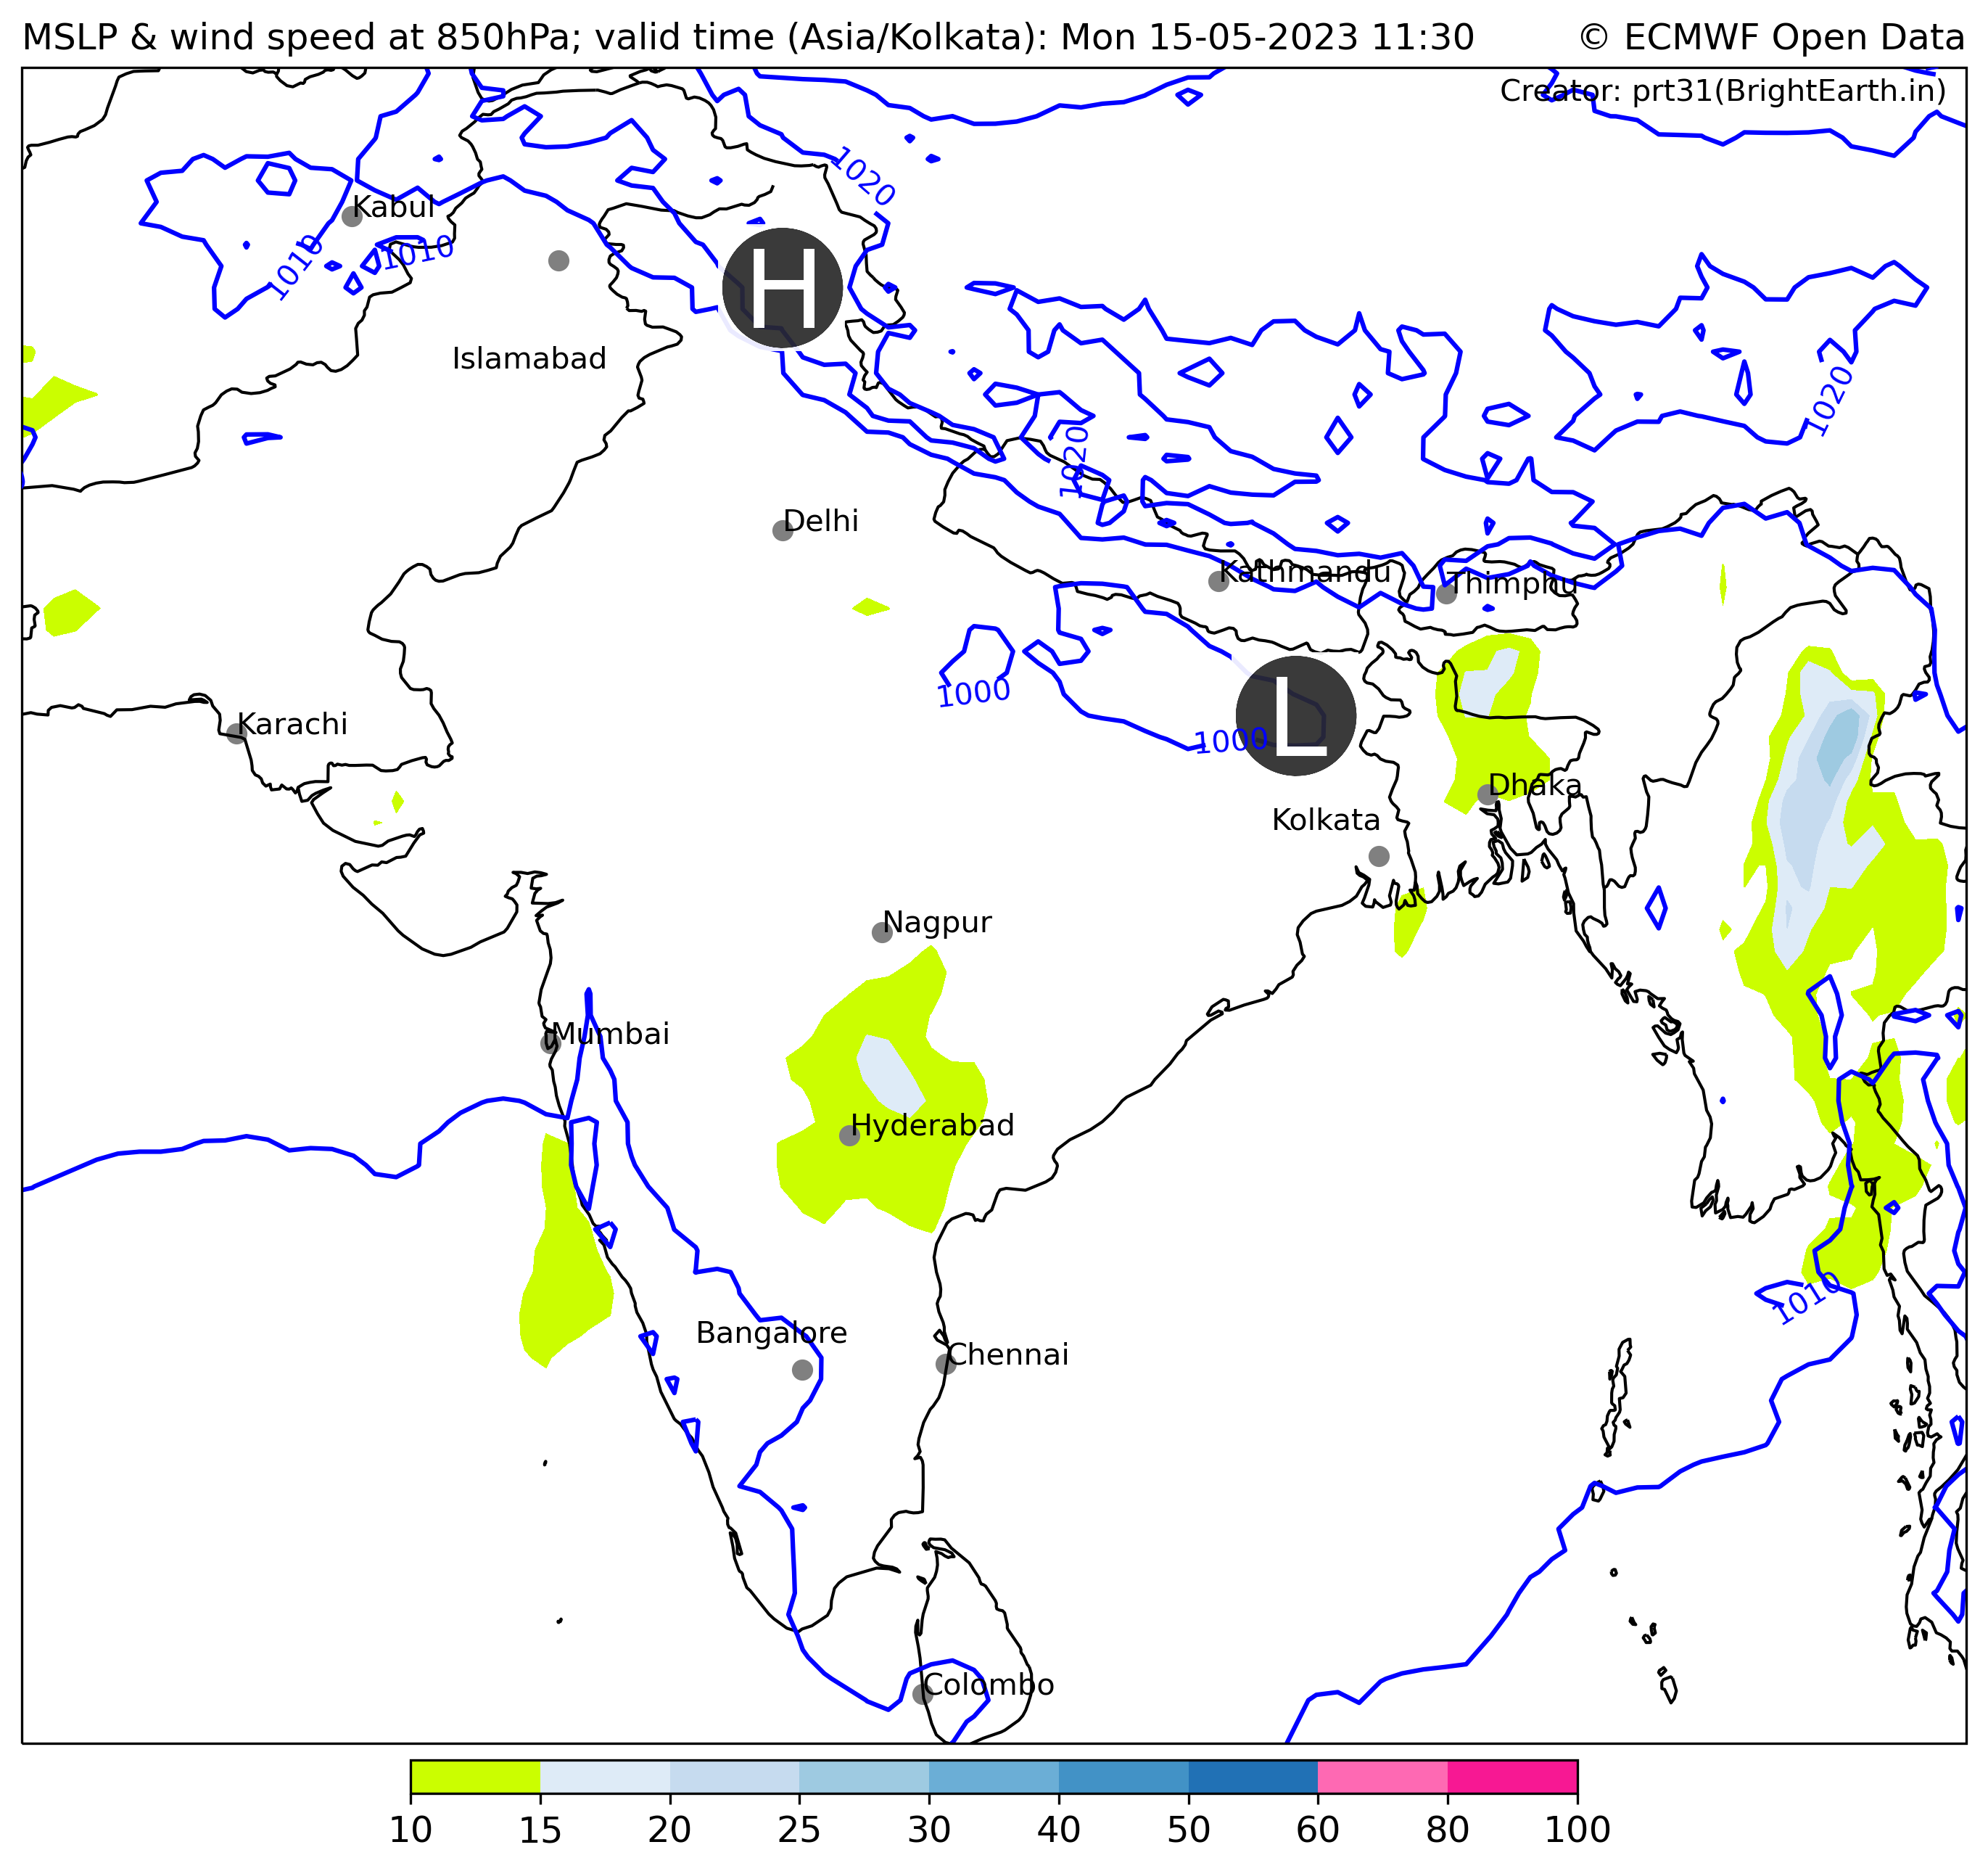 MSLP & wind speed at 850hPa; valid time (Asia/Kolkata): Mon 15-05-2023 11:30 © ECMWF Open Data
Creator: prt31(BrightEarth.in)
1020
Kabul
1010 1010
H
Islamabad
1020
1020
Delhi
Kathmandu
Thimphu
1000
Karachi
1000
L
Dhaka
Kolkata
Nagpur
Mumbai
Hyderabad
1010
Bangalore
Chennai
Colombo
10 15 20 25 30 40 50 60 80 100